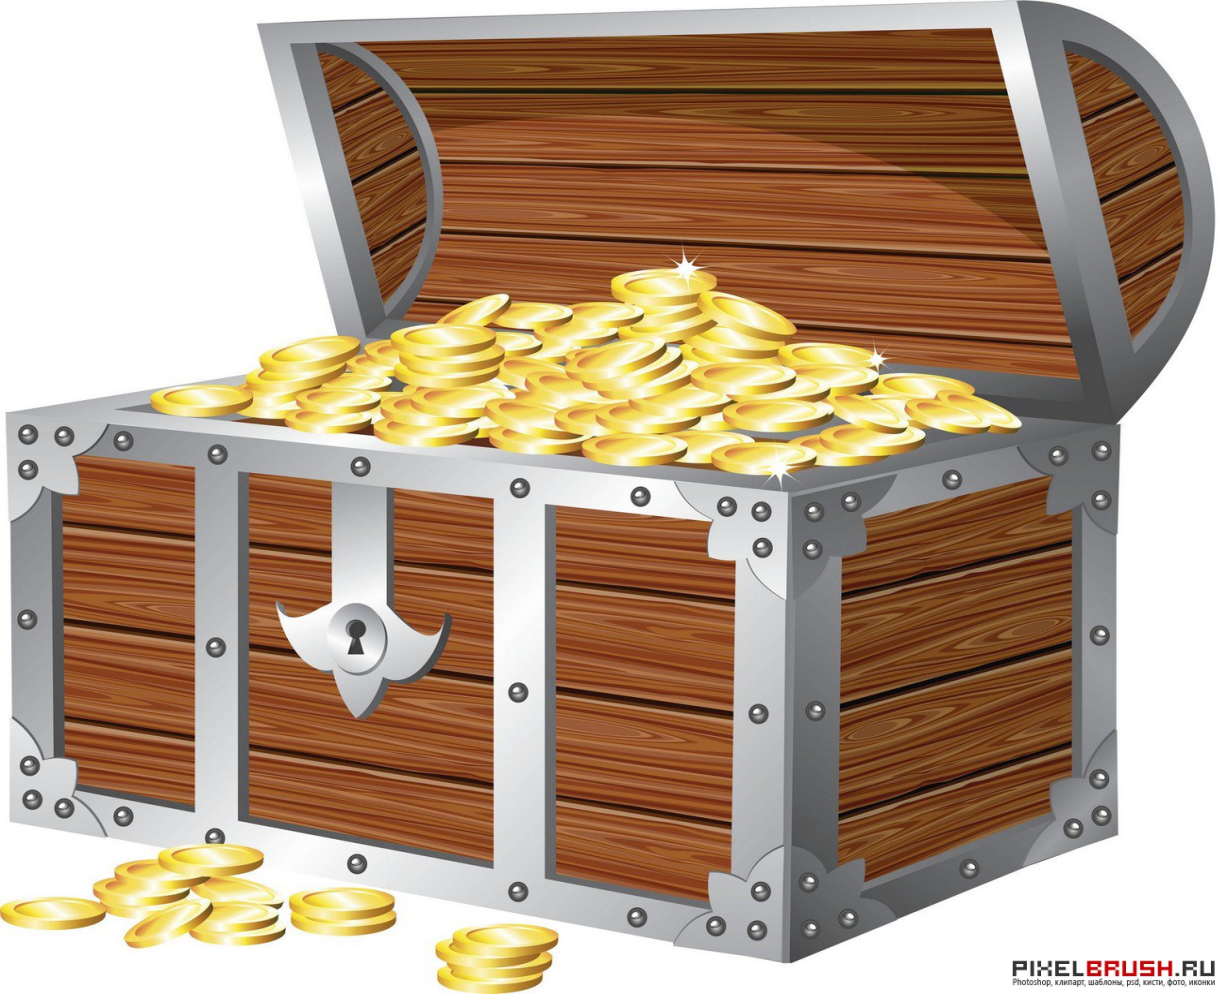 PIXELBRUSH.RU
Photoshop, клипарт, шаблоны, psd, кисти, фото, иконки